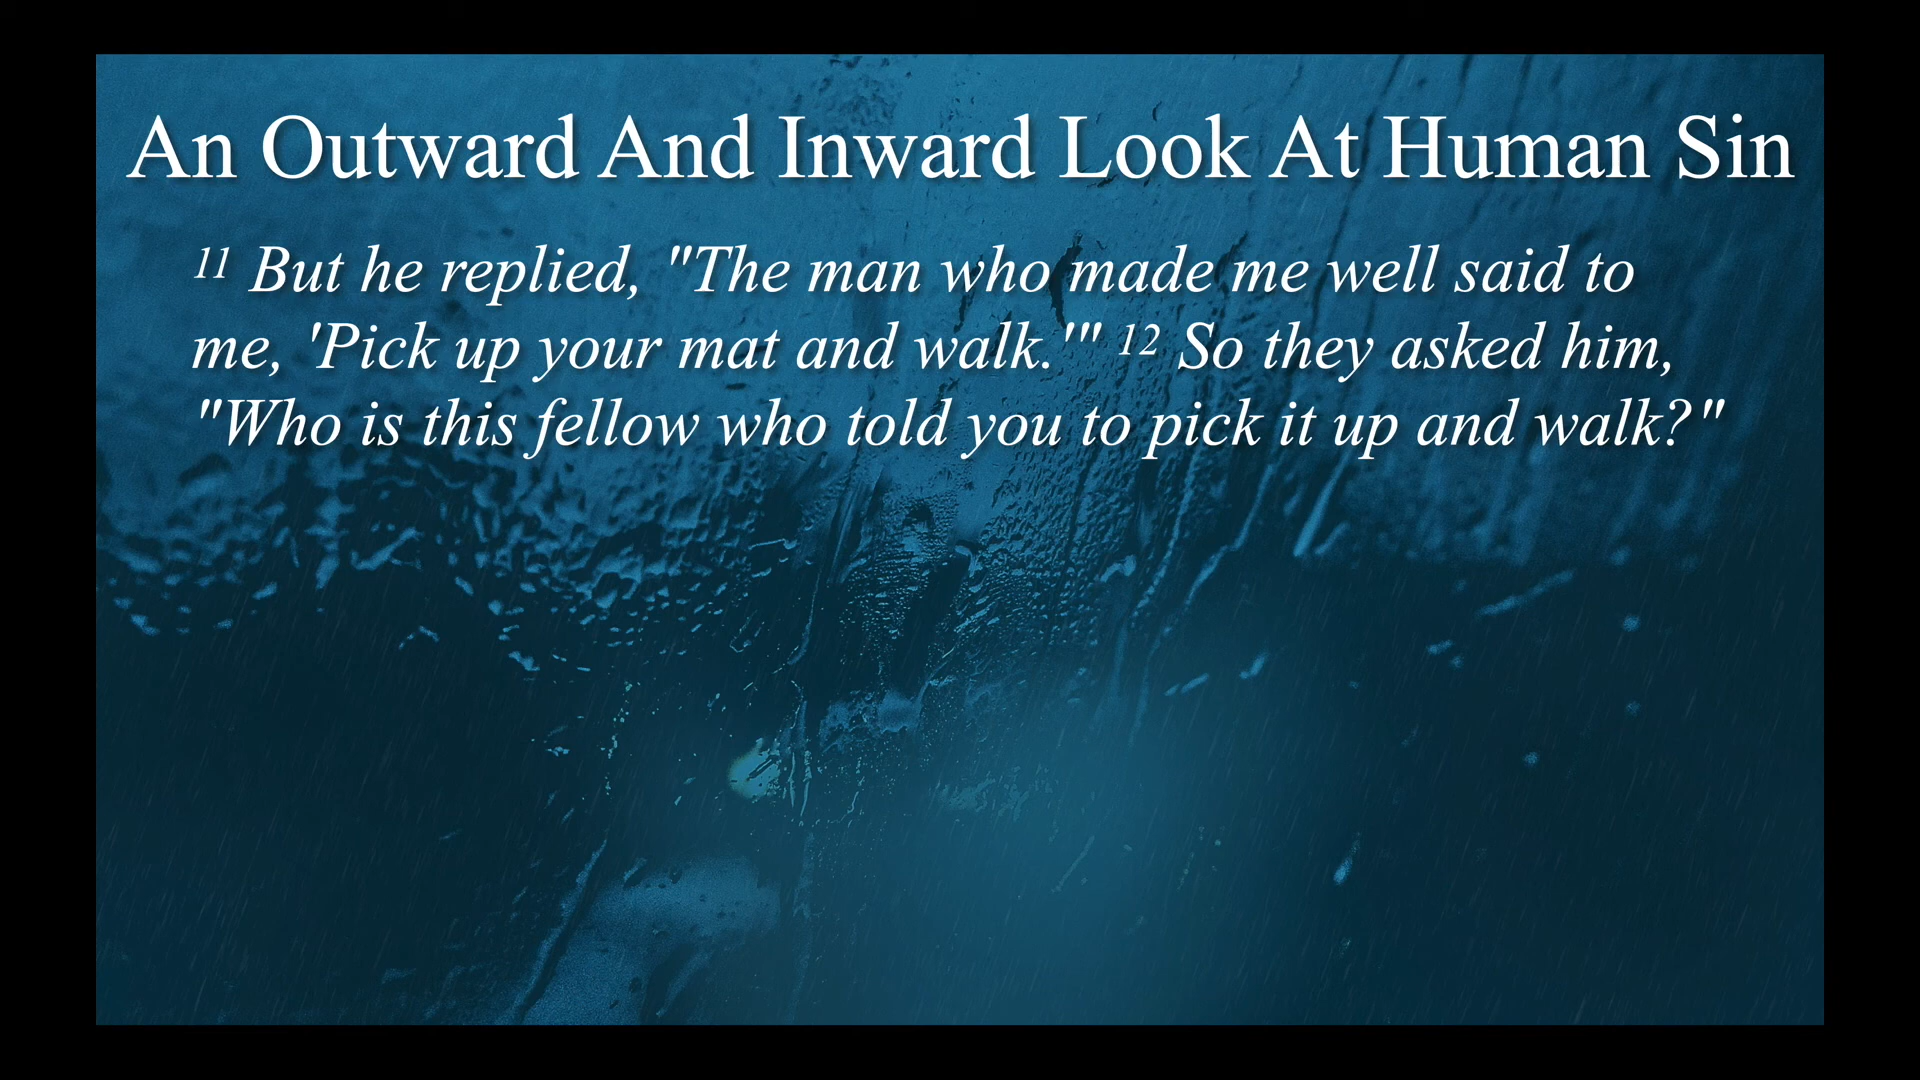 An Outward And Inward Look At Human Sin
11 But he replied, "The man who made me well said to
me, 'Pick up your mat and walk.'" 12 So they asked him,
"Who is this fellow who told you to pick it up and walk?"